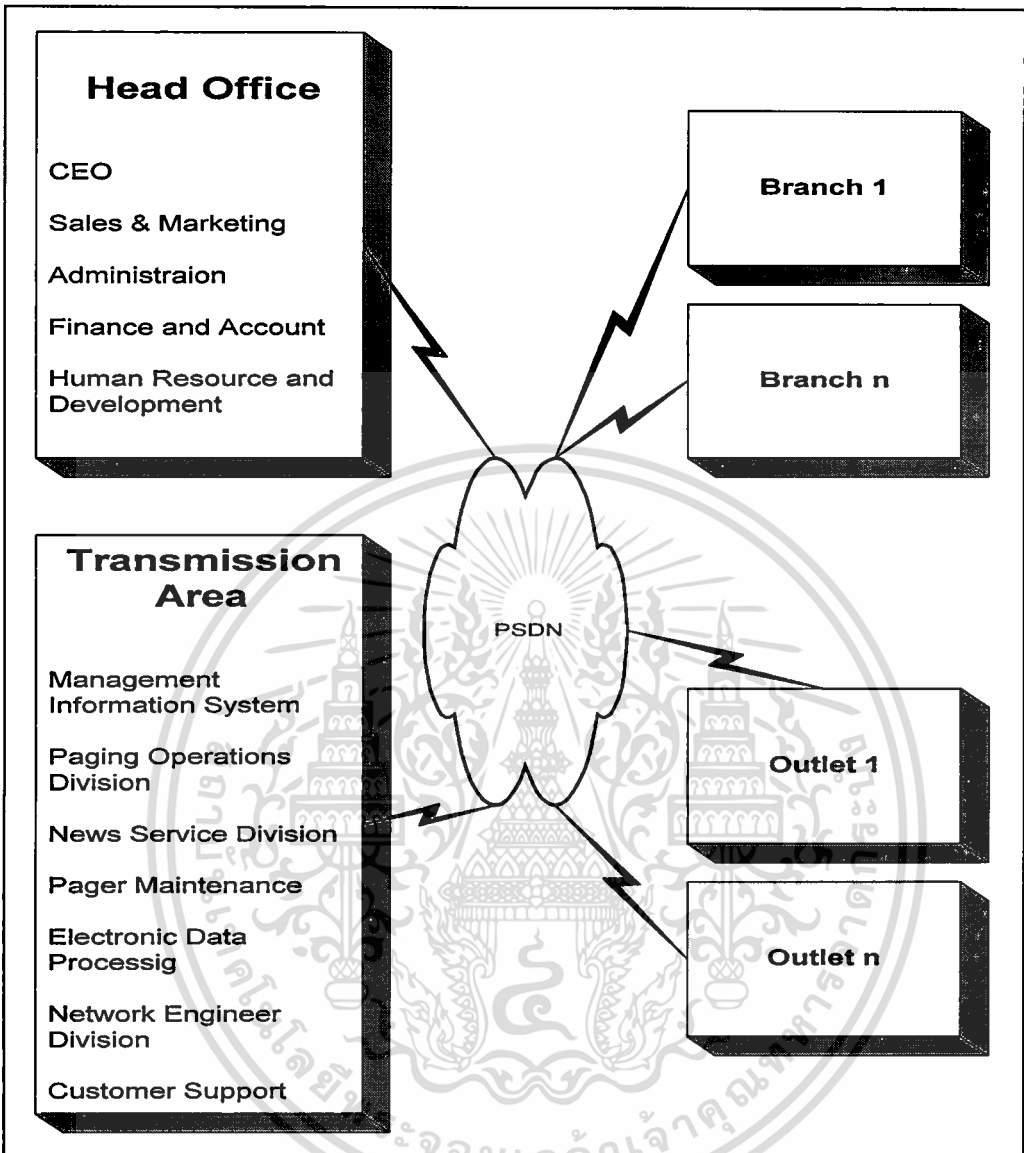 Head Office
CEO
Sales & Marketing
Administraion
Finance and Account
Human Resource and
Development
Branch 1
Branch n
Transmission
Area
Management
Information System
Paging Operations
Division
News Service Division
Pager Maintenance
Electronic Data
Processig
Network Engineer
Division
Customer Support
PSDN
Outlet 1
Outlet n